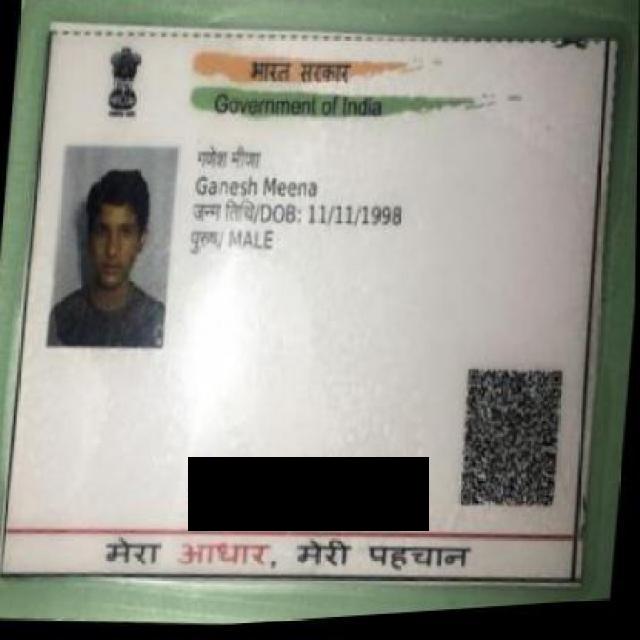 भारत सरकार
Government of India
गणेश मीणा
Ganesh Meena
जन्म तिथि/DOB: 11/11/1998
पुरुष/ MALE
मेरा आधार, मेरी पहचान